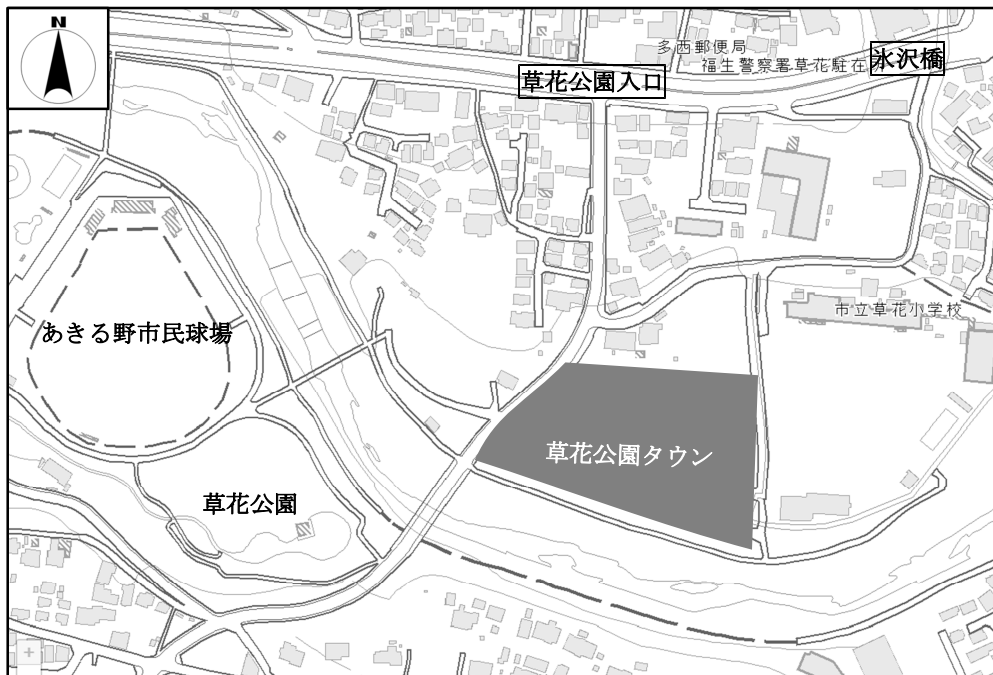 N
多西郵便局
福生警察署草花駐在所
氷沢橋
草花公園入口
市立草花小学校
あきる野市民球場
草花公園タウン
草花公園